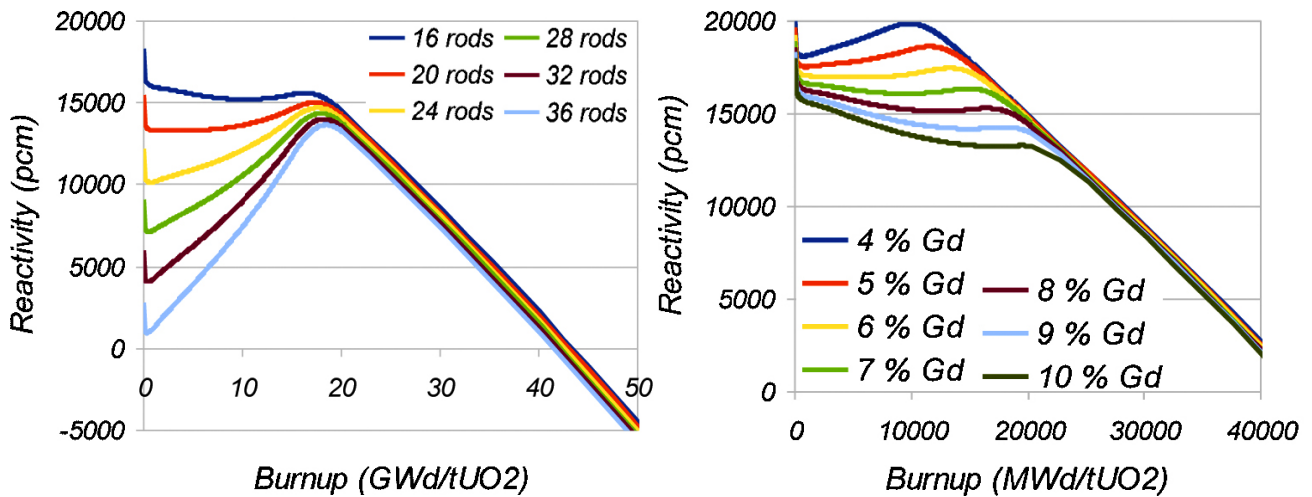 20000
15000
10000
5000
0
-5000
Reactivity (pcm)
16 rods
28 rods
20 rods
32 rods
24 rods
36 rods
0 10 20 30 40 50
Burnup (GWd/tUO2)
20000
15000
10000
5000
0
Reactivity (pcm)
4 % Gd
5 % Gd
8 % Gd
6 % Gd
9 % Gd
7 % Gd
10 % Gd
0 10000 20000 30000 40000
Burnup (MWd/tUO2)